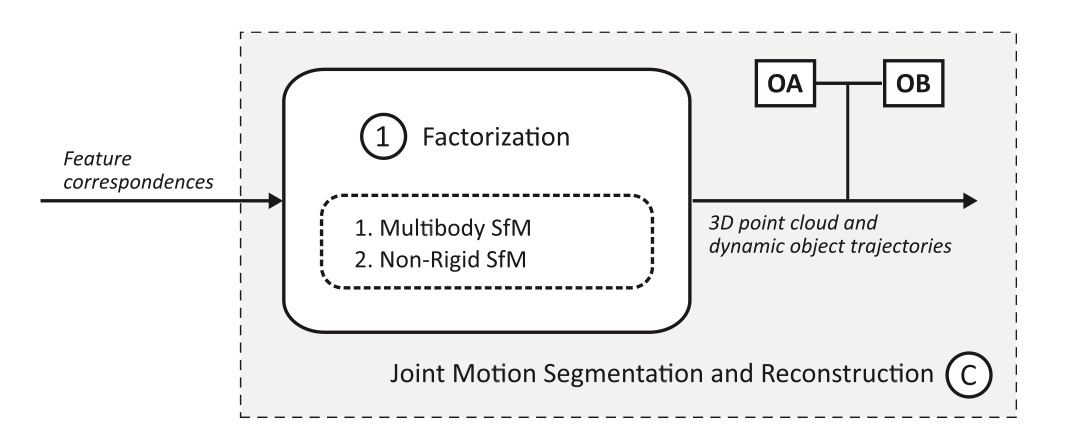 OA
OB
1 Factorization
Feature
correspondences
1. Multibody SfM
2. Non-Rigid SfM
3D point cloud and
dynamic object trajectories
Joint Motion Segmentation and Reconstruction C